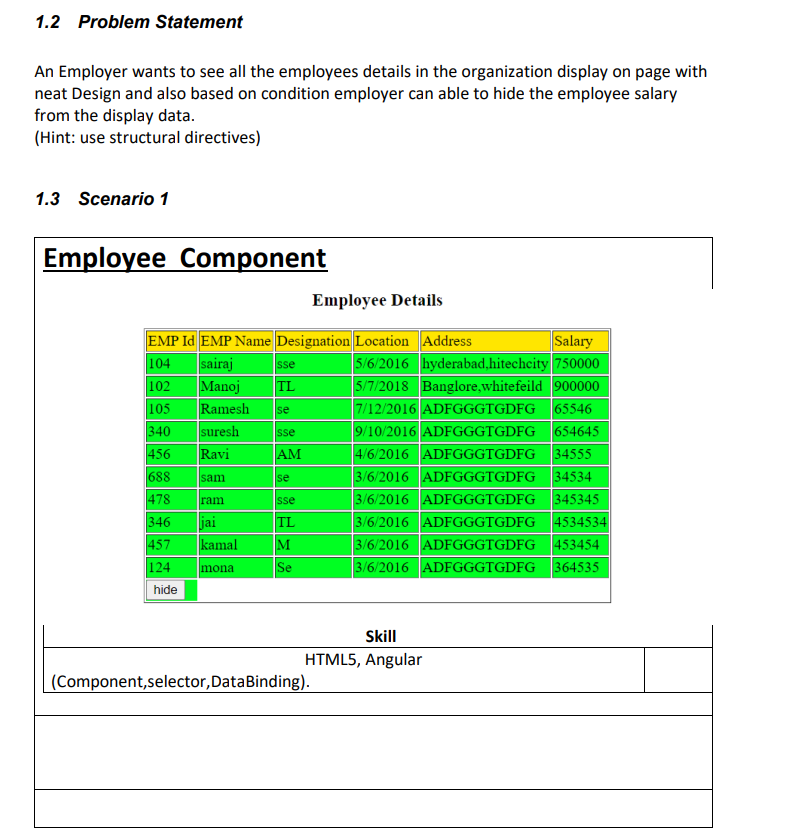 1.2 Problem Statement
An Employer wants to see all the employees details in the organization display on page with
neat Design and also based on condition employer can able to hide the employee salary
from the display data.
(Hint: use structural directives)
1.3 Scenario 1
Employee Component
Employee Details
EMP Id EMP Name Designation Location Address Salary
104 sairaj sse 5/6/2016 hyderabad,hitechcity 750000
102 Manoj TL 5/7/2018 Banglore,whitefeild 900000
105 Ramesh se 7/12/2016 ADFGGGTGDFG 65546
340 suresh sse 9/10/2016 ADFGGGTGDFG 654645
456 Ravi AM 4/6/2016 ADFGGGTGDFG 34555
688 sam se 3/6/2016 ADFGGGTGDFG 34534
478 ram sse 3/6/2016 ADFGGGTGDFG 345345
346 jai TL 3/6/2016 ADFGGGTGDFG 4534534
457 kamal M 3/6/2016 ADFGGGTGDFG 453454
124 mona Se 3/6/2016 ADFGGGTGDFG 364535
hide
Skill
HTML5, Angular
(Component,selector,DataBinding).